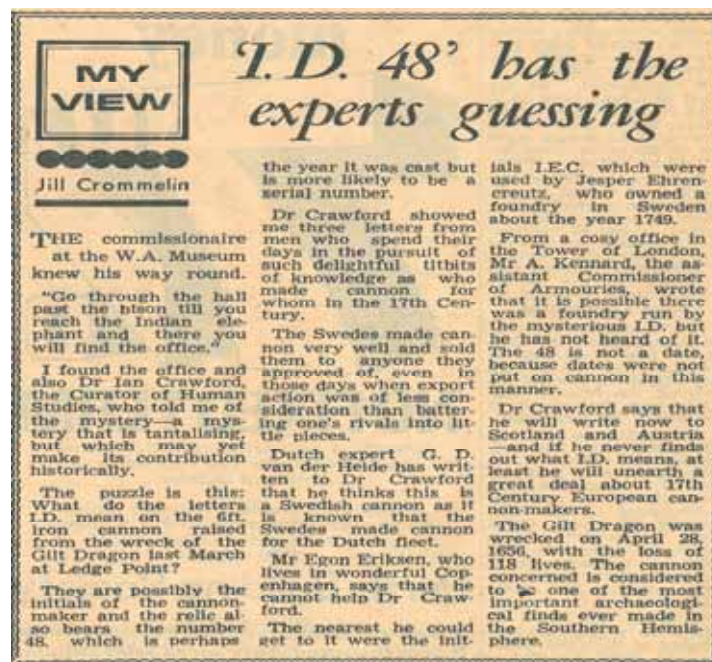 MY
VIEW
Jill Crommelin
'I.D. 48' has the
experts guessing
THE commissionaire
at the W.A. Museum
knew his way round.
"Go through the hall
past the bison till you
reach the Indian ele-
phant and there you
will find the office."
I found the office and
also Dr Ian Crawford,
the Curator of Human
Studies, who told me of
the mystery—a mys-
tery that is tantalising,
but which may yet
make its contribution
historically.
The puzzle is this:
What do the letters
I.D. mean on the 6ft.
iron cannon raised
from the wreck of the
Gilt Dragon last March
at Ledge Point?
They are possibly the
initials of the cannon-
maker and the relic al-
so bears the number
48, which is perhaps
the year it was cast but
is more likely to be a
serial number.
Dr Crawford showed
me three letters from
men who spend their
days in the pursuit of
such delightful titbits
of knowledge as who
made cannon for
whom in the 17th Cen-
tury.
The Swedes made can-
non very well and sold
them to anyone they
approved of, even in
those days when export
action was of less con-
sideration than batter-
ing one's rivals into lit-
tle pieces.
Dutch expert G. D.
van der Heide has writ-
ten to Dr Crawford
that he thinks this is
a Swedish cannon as it
is known that the
Swedes made cannon
for the Dutch fleet.
Mr Egon Eriksen, who
lives in wonderful Cop-
enhagen, says that he
cannot help Dr Craw-
ford.
The nearest he could
get to it were the init-
ials I.E.C. which were
used by Jesper Ehren-
creutz, who owned a
foundry in Sweden
about the year 1749.
From a cosy office in
the Tower of London,
Mr A. Kennard, the as-
sistant Commissioner
of Armouries, wrote
that it is possible there
was a foundry run by
the mysterious I.D. but
he has not heard of it.
The 48 is not a date,
because dates were not
put on cannon in this
manner.
Dr Crawford says that
he will write now to
Scotland and Austria
—and if he never finds
out what I.D. means, at
least he will unearth a
great deal about 17th
Century European can-
non-makers.
The Gilt Dragon was
wrecked on April 28,
1656, with the loss of
118 lives. The cannon
concerned is considered
to be one of the most
important archaeologi-
cal finds ever made in
the Southern Hemis-
phere.